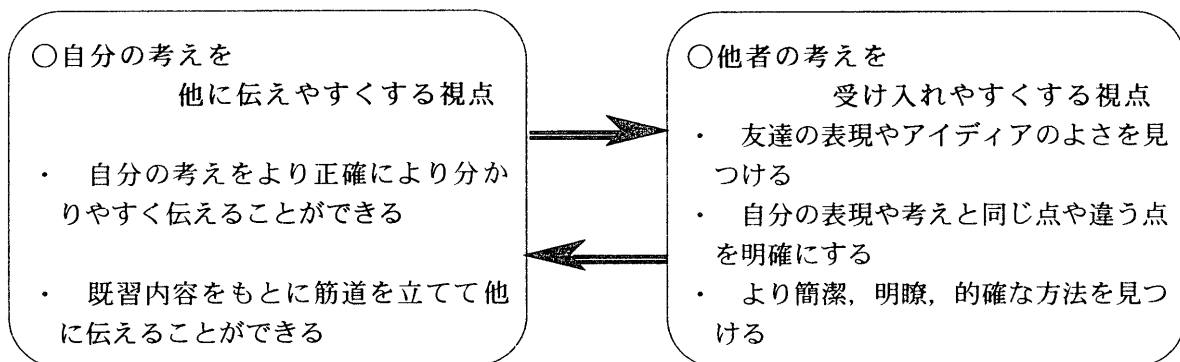 ○自分の考えを
他に伝えやすくする視点
・ 自分の考えをより正確により分か
りやすく伝えることができる
・ 既習内容をもとに筋道を立てて他
に伝えることができる
○他者の考えを
受け入れやすくする視点
・ 友達の表現やアイディアのよさを見
つける
・ 自分の表現や考えと同じ点や違う点
を明確にする
・ より簡潔，明瞭，的確な方法を見つ
ける